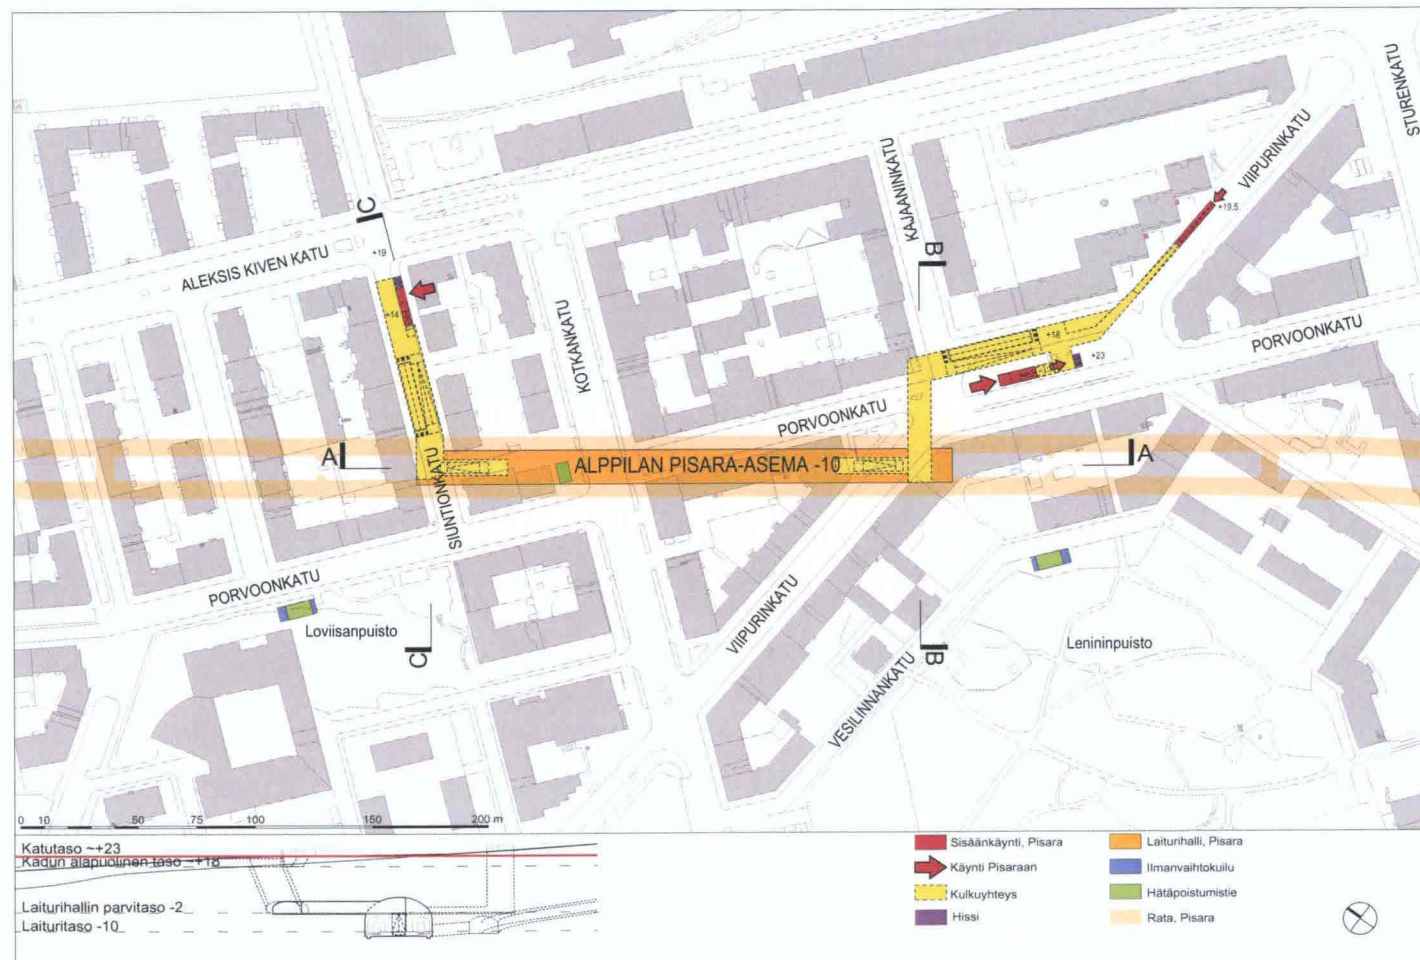 STURENKATU
VIIPURINKATU
KAJAANINKATU
C
+19,5.
B
ALEKSIS KIVEN KATU
+19
KOTKANKATU
+14
+18
+23
PORVOONKATU
PORVOONKATU
A
ALPPILAN PISARA-ASEMA -10
A
SIUNTIONKATU
PORVOONKATU
Loviisanpuisto
VIIPURINKATU
C
B
Lenininpuisto
VESILINNANKATU
0 10 50 75 100 150 200 m
Katutaso ~+23
Kadun alapuolinen taso ~+18
Laiturihallin parvitaso -2
Laituritaso -10
Sisäänkäynti, Pisara
Käynti Pisaraan
Kulkuyhteys
Hissi
Laiturihalli, Pisara
Ilmanvaihtokuilu
Hätäpoistumistie
Rata, Pisara